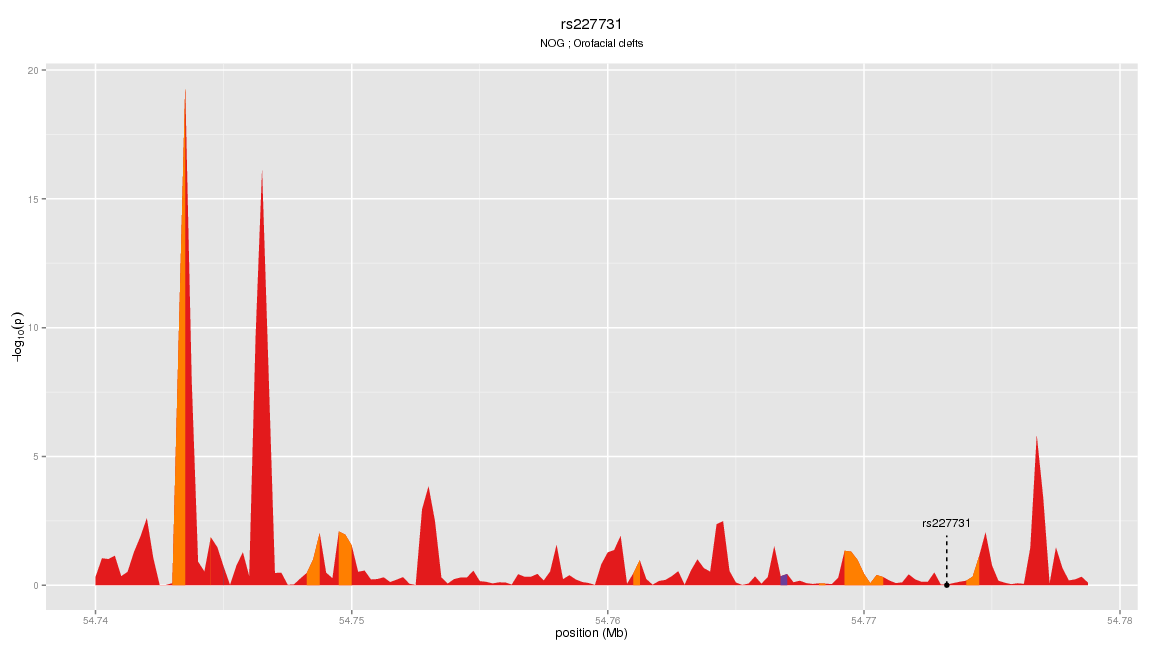 rs227731
NOG ; Orofacial clefts
20
15
10
5
0
−log10(p)
rs227731
54.74
54.75
54.76
54.77
54.78
position (Mb)